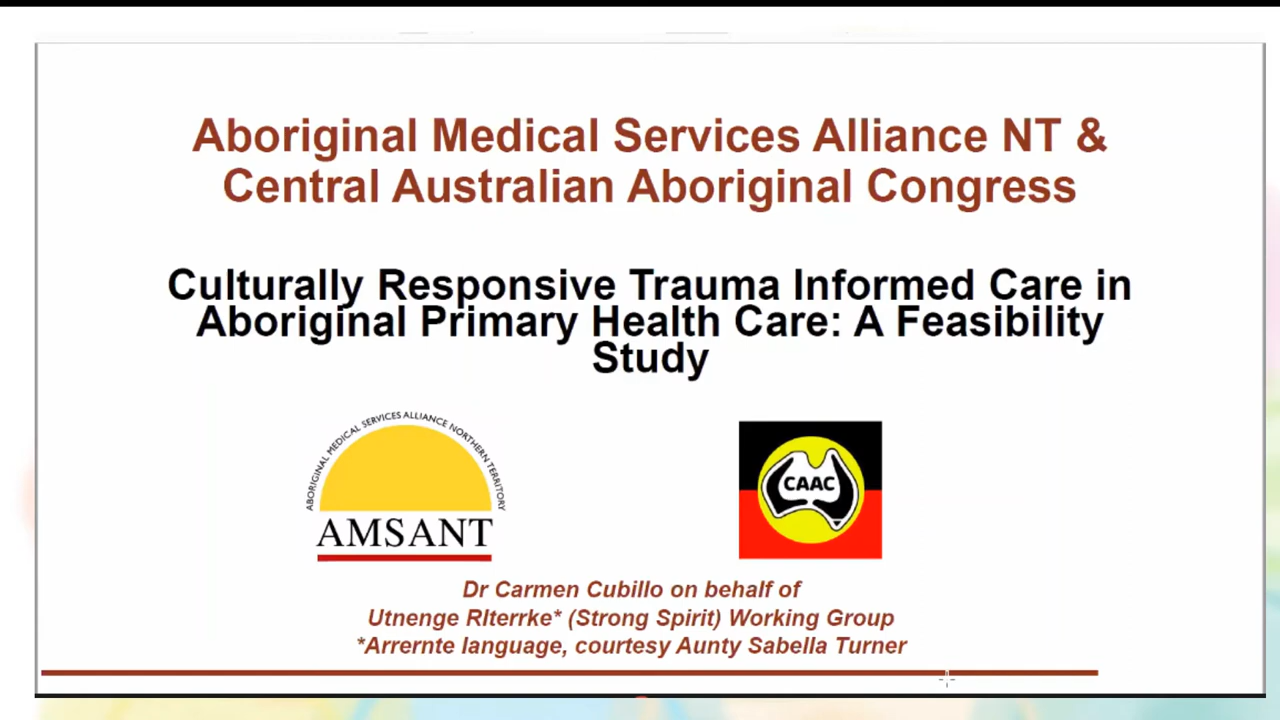 Aboriginal Medical Services Alliance NT &
Central Australian Aboriginal Congress
Culturally Responsive Trauma Informed Care in
Aboriginal Primary Health Care: A Feasibility
Study
ABORIGINAL MEDICAL SERVICES ALLIANCE NORTHERN TERRITORY
AMSANT
CAAC
Dr Carmen Cubillo on behalf of
Utnenge Rlterrke* (Strong Spirit) Working Group
*Arrernte language, courtesy Aunty Sabella Turner